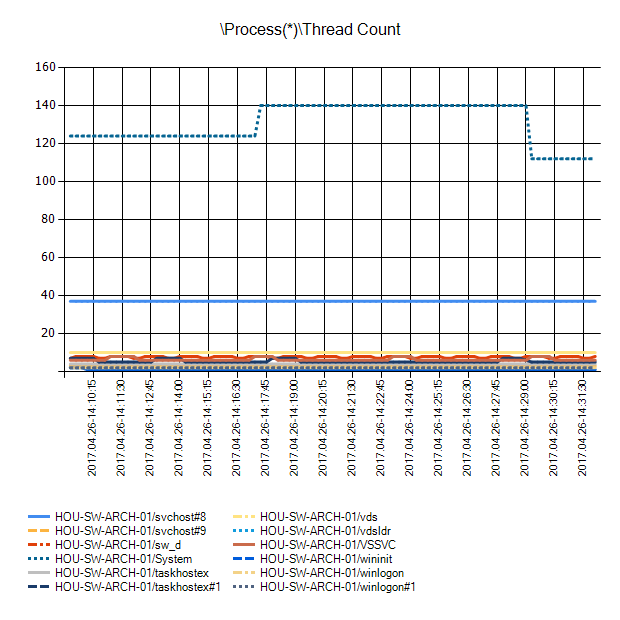 \Process(*)\Thread Count
160
140
120
100
80
60
40
20
2017.04.26-14:10:15
2017.04.26-14:11:30
2017.04.26-14:12:45
2017.04.26-14:14:00
2017.04.26-14:15:15
2017.04.26-14:16:30
2017.04.26-14:17:45
2017.04.26-14:19:00
2017.04.26-14:20:15
2017.04.26-14:21:30
2017.04.26-14:22:45
2017.04.26-14:24:00
2017.04.26-14:25:15
2017.04.26-14:26:30
2017.04.26-14:27:45
2017.04.26-14:29:00
2017.04.26-14:30:15
2017.04.26-14:31:30
HOU-SW-ARCH-01/svchost#8
HOU-SW-ARCH-01/svchost#9
HOU-SW-ARCH-01/sw_d
HOU-SW-ARCH-01/System
HOU-SW-ARCH-01/taskhostex
HOU-SW-ARCH-01/taskhostex#1
HOU-SW-ARCH-01/vds
HOU-SW-ARCH-01/vdsldr
HOU-SW-ARCH-01/VSSVC
HOU-SW-ARCH-01/wininit
HOU-SW-ARCH-01/winlogon
HOU-SW-ARCH-01/winlogon#1